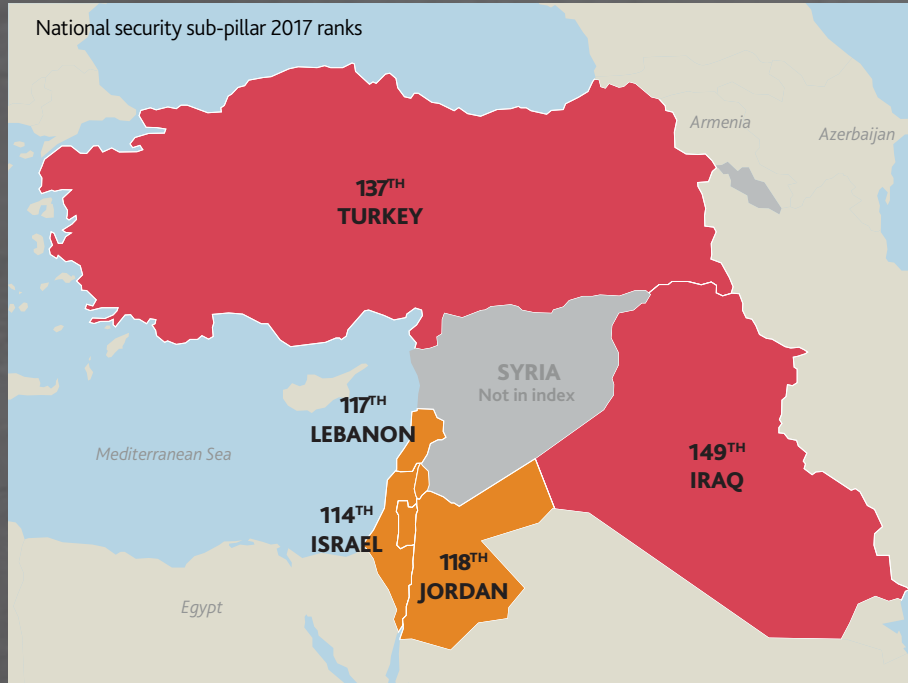 National security sub-pillar 2017 ranks
Armenia
Azerbaijan
137TH
TURKEY
SYRIA
Not in index
117TH
LEBANON
Mediterranean Sea
149TH
IRAQ
114TH
ISRAEL
118TH
JORDAN
Egypt